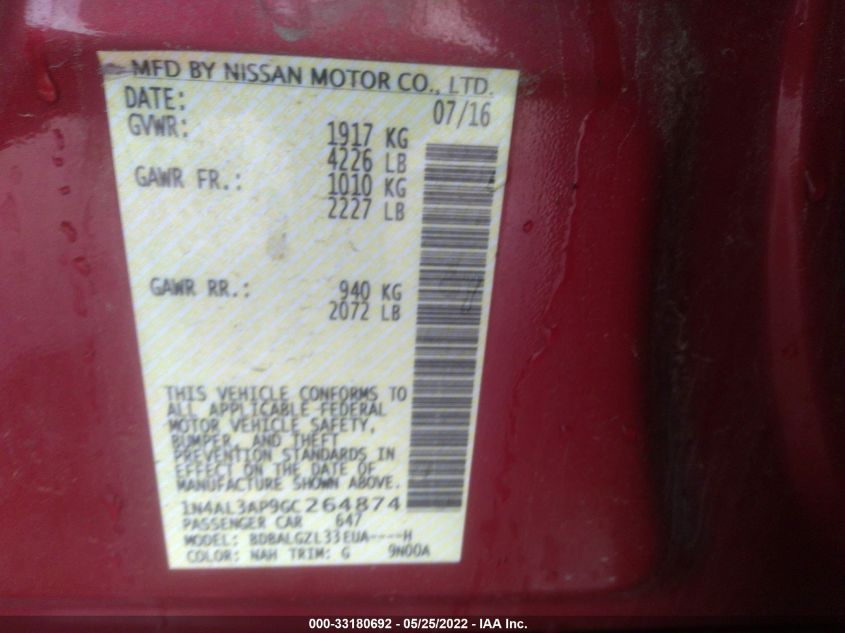 MFD BY NISSAN MOTOR CO., LTD.
DATE: 07/16
GVWR: 1917 KG
4226 LB
GAWR FR.: 1010 KG
2227 LB
GAWR RR.: 940 KG
2072 LB
THIS VEHICLE CONFORMS TO
ALL APPLICABLE FEDERAL
MOTOR VEHICLE SAFETY,
BUMPER, AND THEFT
PREVENTION STANDARDS IN
EFFECT ON THE DATE OF
MANUFACTURE SHOWN ABOVE.
1N4AL3AP9GC264874
PASSENGER CAR 647
MODEL: BDBALGZL33EUA----H
COLOR: NAH TRIM: G 9N00A
000-33180692 - 05/25/2022 - IAA Inc.